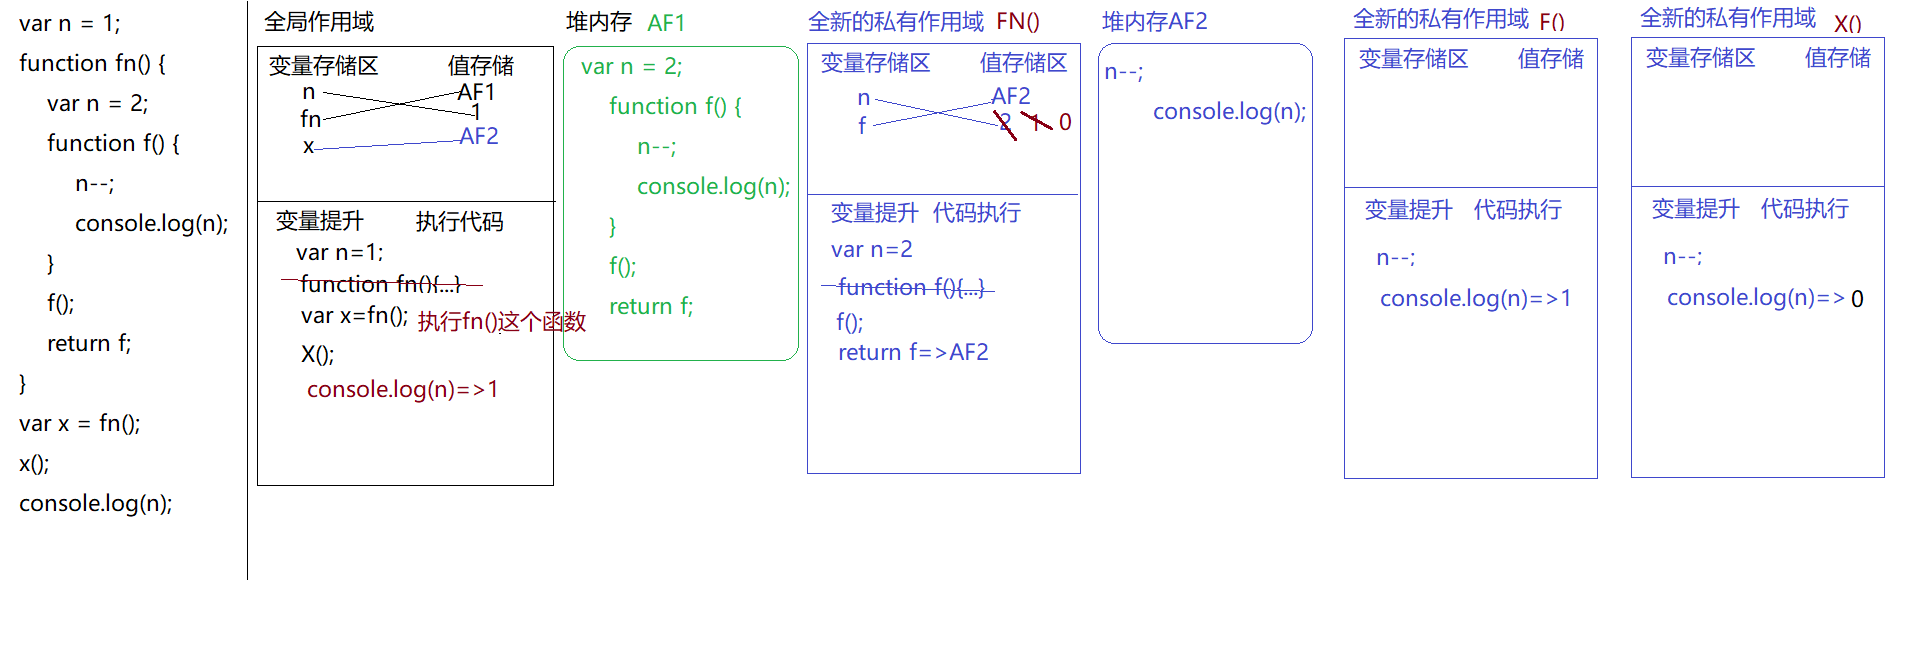 var n = 1;
function fn() {
var n = 2;
function f() {
n--;
console.log(n);
}
f();
return f;
}
var x = fn();
x();
console.log(n);
全局作用域
变量存储区 值存储
n AF1
fn 1
x AF2
变量提升 执行代码
var n=1;
function fn(){...}
var x=fn(); 执行fn()这个函数
X();
console.log(n)=>1
堆内存 AF1
var n = 2;
function f() {
n--;
console.log(n);
}
f();
return f;
全新的私有作用域 FN()
变量存储区 值存储区
n AF2
f 2 1 0
变量提升 代码执行
var n=2
function f(){...}
f();
return f=>AF2
堆内存AF2
n--;
console.log(n);
全新的私有作用域 F()
变量存储区 值存储
变量提升 代码执行
n--;
console.log(n)=>1
全新的私有作用域 X()
变量存储区 值存储
变量提升 代码执行
n--;
console.log(n)=> 0